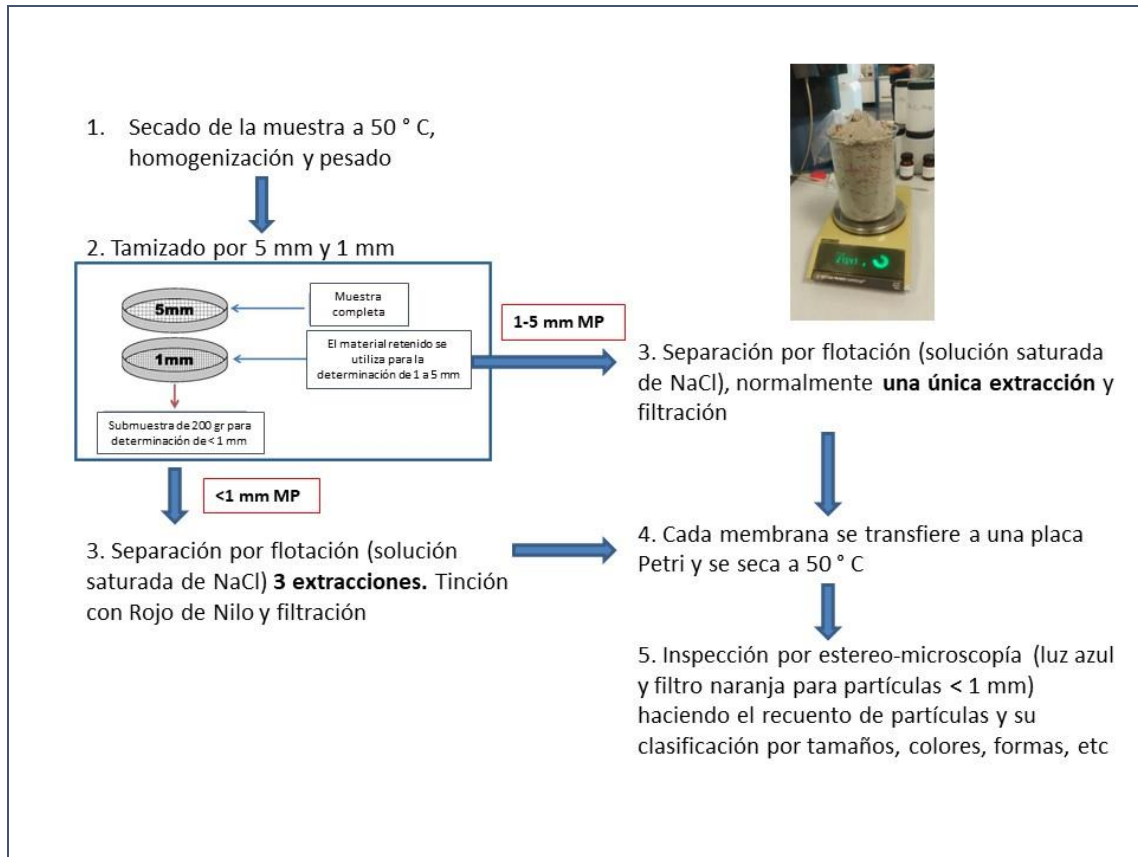 1. Secado de la muestra a 50 ° C,
homogenización y pesado
2. Tamizado por 5 mm y 1 mm
5mm
Muestra
completa
1mm
El material retenido se
utiliza para la
determinación de 1 a 5 mm
Submuestra de 200 gr para
determinación de < 1 mm
1-5 mm MP
<1 mm MP
3. Separación por flotación (solución
saturada de NaCl) 3 extracciones. Tinción
con Rojo de Nilo y filtración
3. Separación por flotación (solución saturada
de NaCl), normalmente una única extracción y
filtración
4. Cada membrana se transfiere a una placa
Petri y se seca a 50 ° C
5. Inspección por estereo-microscopía (luz azul
y filtro naranja para partículas < 1 mm)
haciendo el recuento de partículas y su
clasificación por tamaños, colores, formas, etc